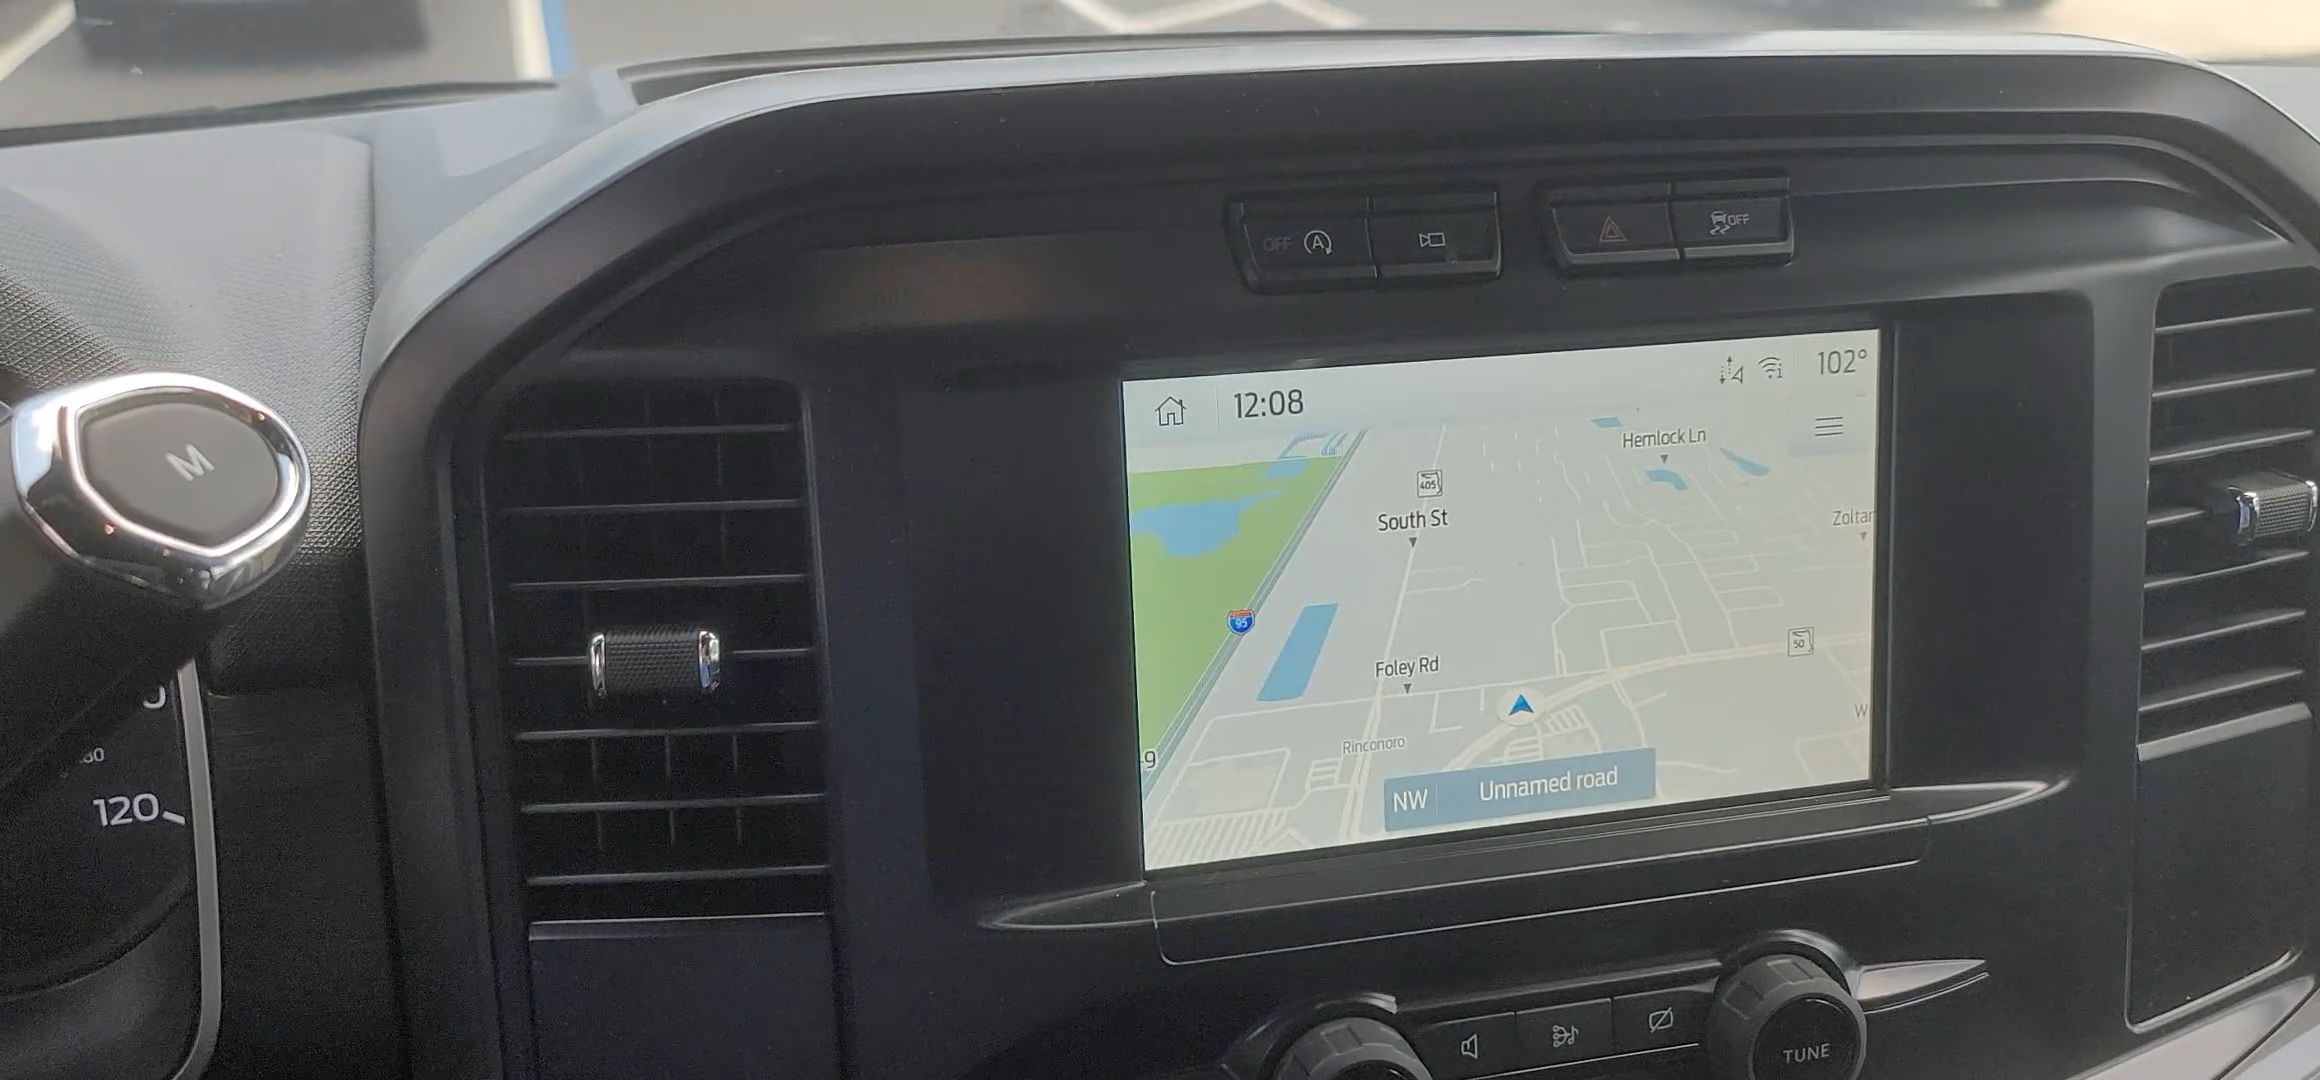 OFF A
OFF
12:08
102°
Hemlock Ln
405
South St
Zoltan
95
50
Foley Rd
Rinconoro
W
9
NW Unnamed road
M
120
TUNE